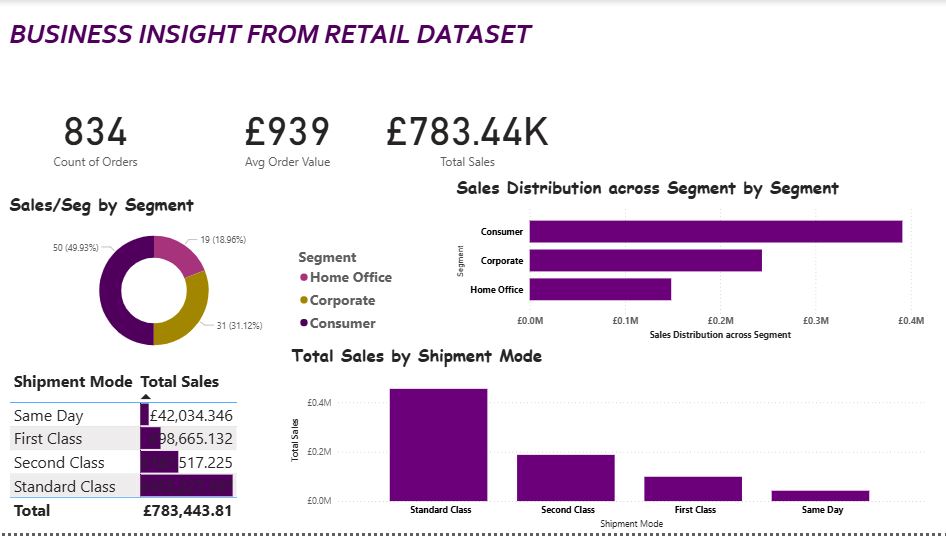 BUSINESS INSIGHT FROM RETAIL DATASET
834
Count of Orders
£939
Avg Order Value
£783.44K
Total Sales
Sales/Seg by Segment
50 (49.93%)
19 (18.96%)
31 (31.12%)
Segment
Home Office
Corporate
Consumer
Sales Distribution across Segment by Segment
Segment
Consumer
Corporate
Home Office
£0.0M £0.1M £0.2M £0.3M £0.4M
Sales Distribution across Segment
Shipment Mode Total Sales
Same Day £42,034.346
First Class 98,665.132
Second Class 517.225
Standard Class
Total £783,443.81
Total Sales by Shipment Mode
Total Sales
£0.4M
£0.2M
£0.0M
Standard Class Second Class First Class Same Day
Shipment Mode